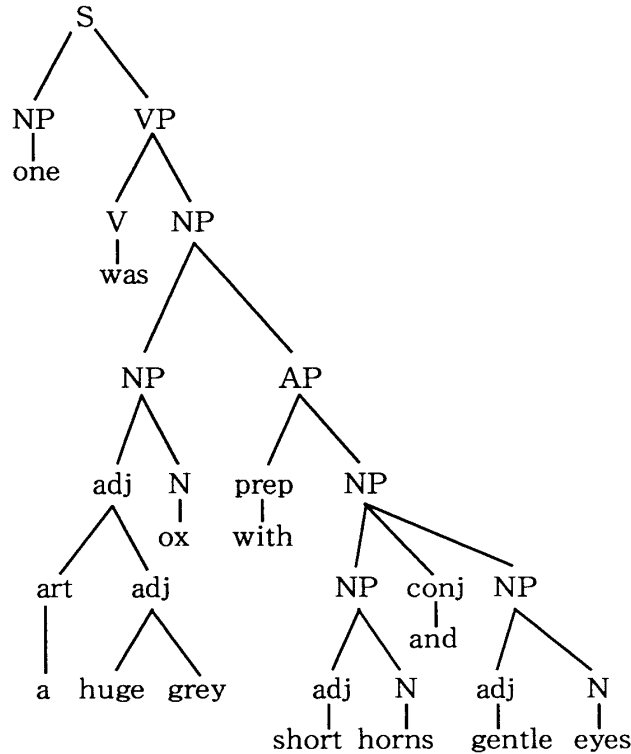 S
NP VP
one
V NP
was
NP AP
adj N prep NP
ox with
art adj NP conj NP
and
a huge grey adj N adj N
short horns gentle eyes